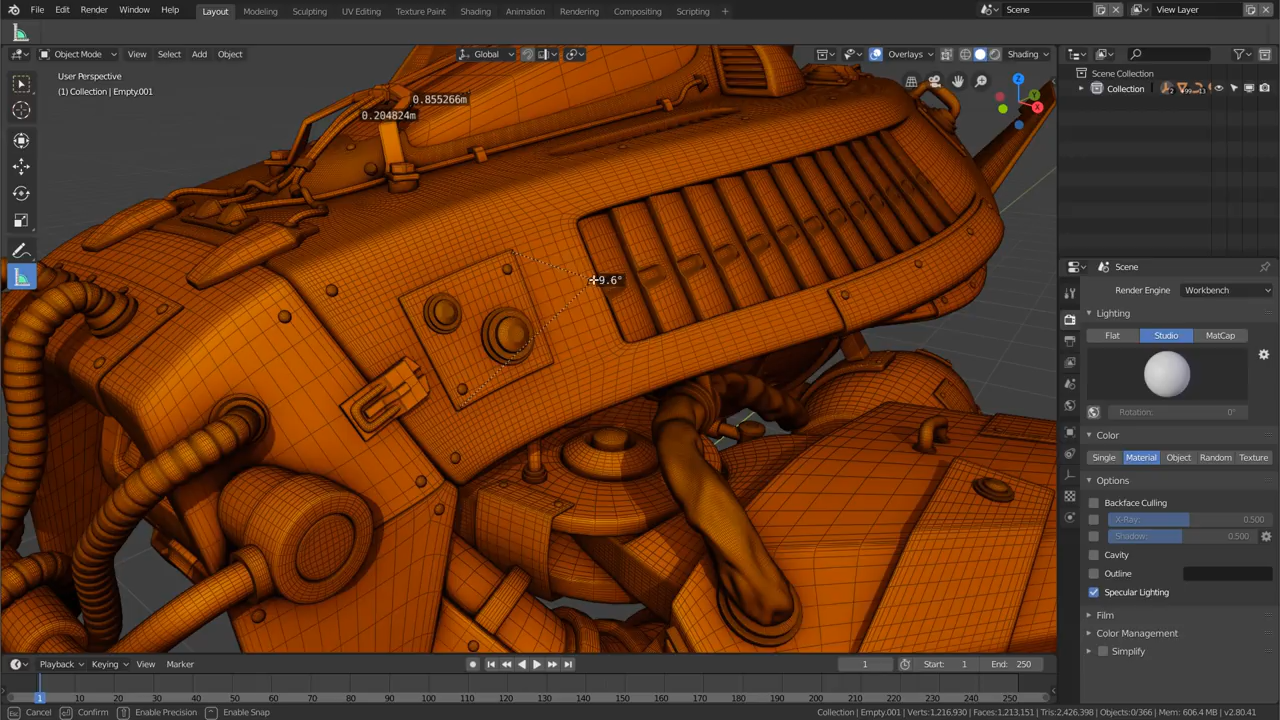 File Edit Render Window Help Layout Modeling Sculpting UV Editing Texture Paint Shading Animation Rendering Compositing Scripting + Scene View Layer
Object Mode View Select Add Object Global Overlays Shading
User Perspective
(1) Collection | Empty.001
0.855266m
0.204824m
9.6°
Z
Y
X
Scene Collection
Collection
Scene
Render Engine Workbench
Lighting
Flat Studio MatCap
Rotation: 0°
Color
Single Material Object Random Texture
Options
Backface Culling
X-Ray: 0.500
Shadow: 0.500
Cavity
Outline
Specular Lighting
Film
Color Management
Simplify
Playback Keying View Marker 1 Start: 1 End: 250
1 10 20 30 40 50 60 70 80 90 100 110 120 130 140 150 160 170 180 190 200 210 220 230 240 250
Cancel Confirm Enable Precision Enable Snap Collection | Empty.001 | Verts:1,216,930 | Faces:1,213,151 | Tris:2,426,398 | Objects:0/366 | Mem: 606.4 MB | v2.80.41